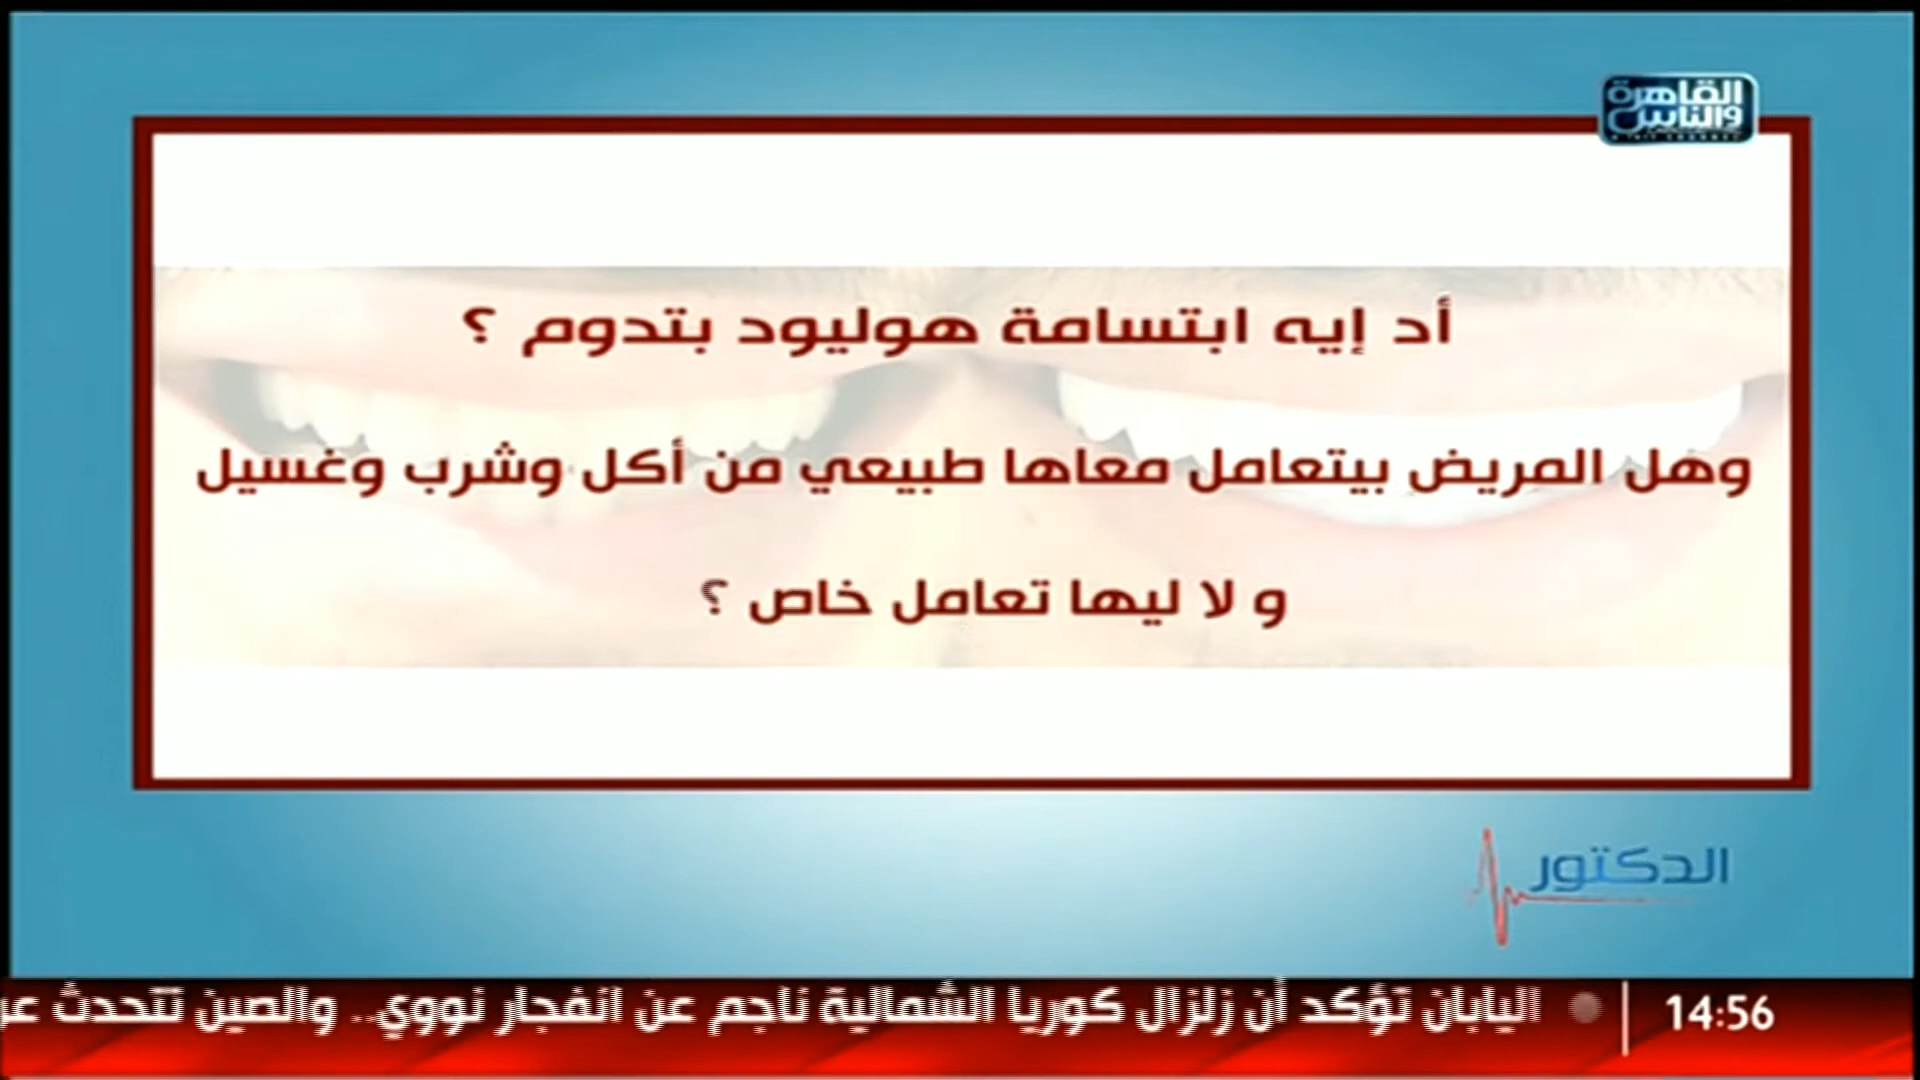 القاهرة
والناس
أد إيه ابتسامة هوليود بتدوم ؟
وهل المريض بيتعامل معاها طبيعي من أكل وشرب وغسيل
و لا ليها تعامل خاص ؟
الدكتور
14:56
اليابان تؤكد أن زلزال كوريا الشمالية ناجم عن انفجار نووي.. والصين تتحدث